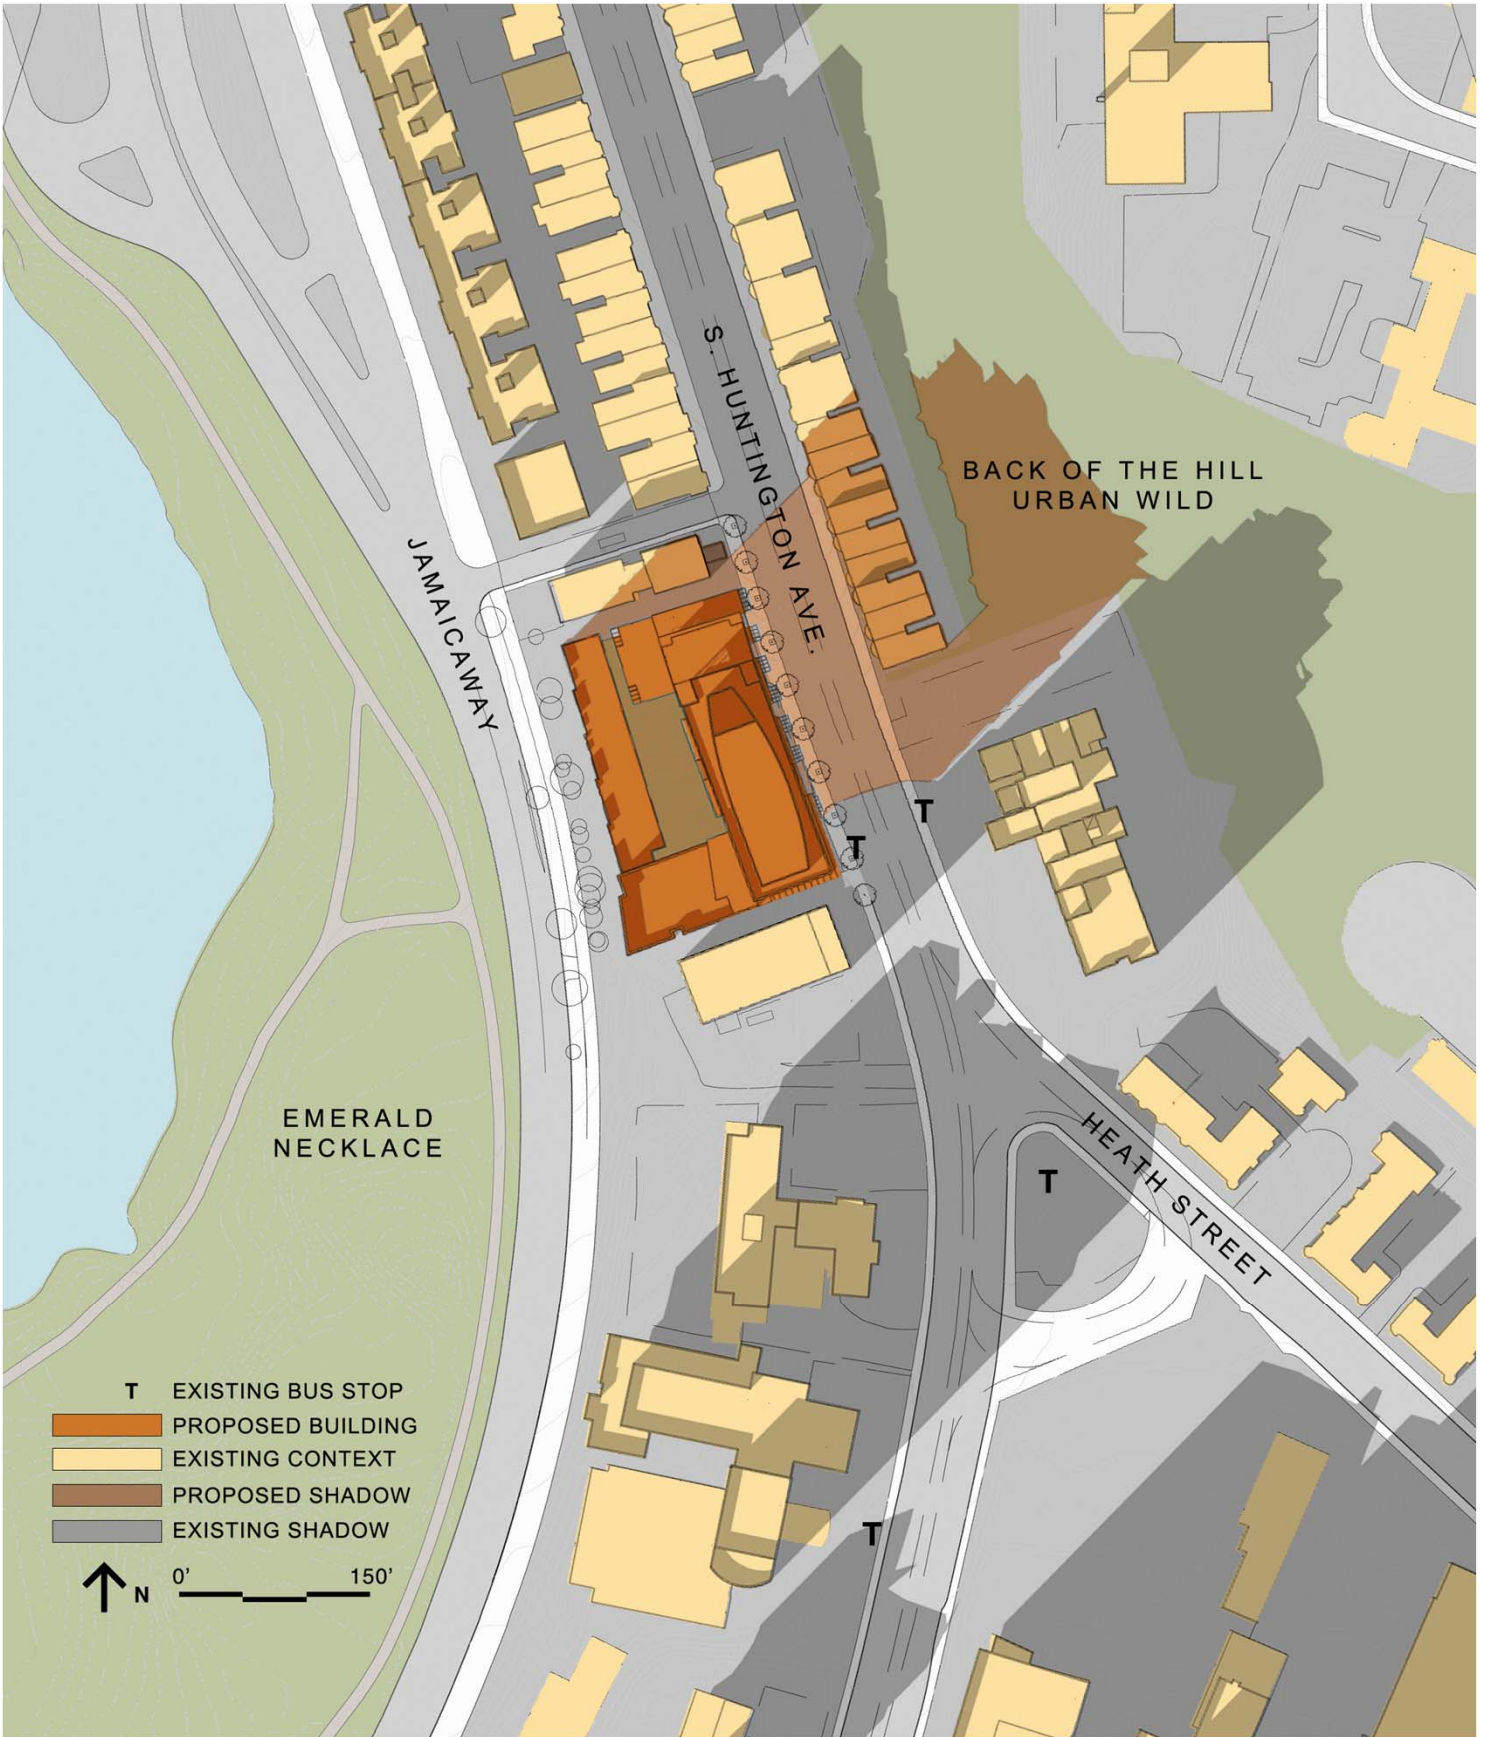 S. HUNTINGTON AVE.
BACK OF THE HILL
URBAN WILD
JAMAICAWAY
T
T
EMERALD
NECKLACE
HEATH STREET
T
T
T EXISTING BUS STOP
PROPOSED BUILDING
EXISTING CONTEXT
PROPOSED SHADOW
EXISTING SHADOW
N 0' 150'